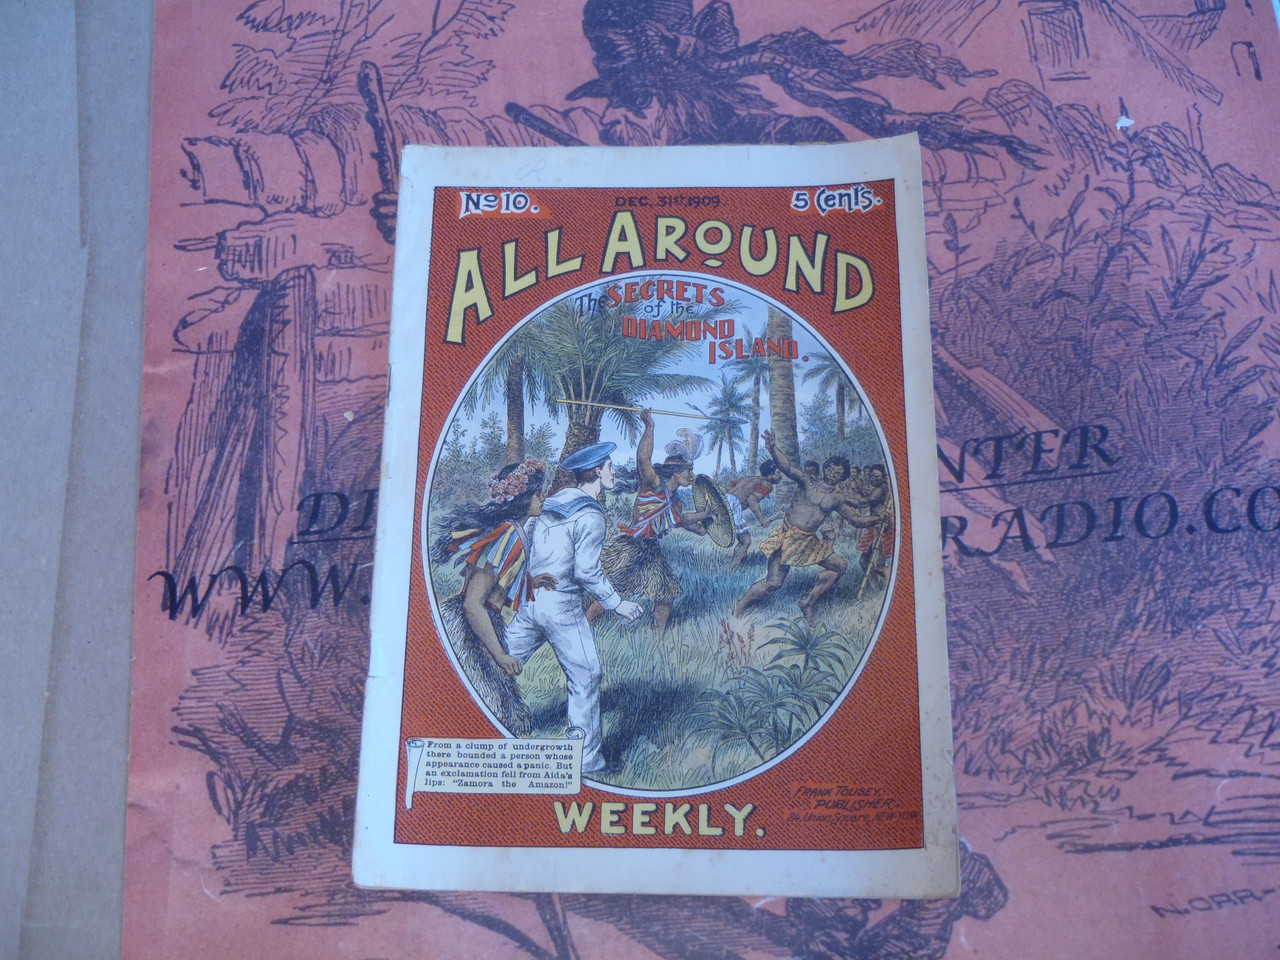 No 10.
DEC. 31st 1909.
5 Cents.
ALL AROUND
The SECRETS
of the
DIAMOND
ISLAND.
From a clump of undergrowth
there bounded a person whose
appearance caused a panic. But
an exclamation fell from Aida's
lips: "Zamora the Amazon!"
WEEKLY.
FRANK TOUSEY,
PUBLISHER
Union Square, NEW-YORK
WWW.
RADIO.CO
N.ORR-